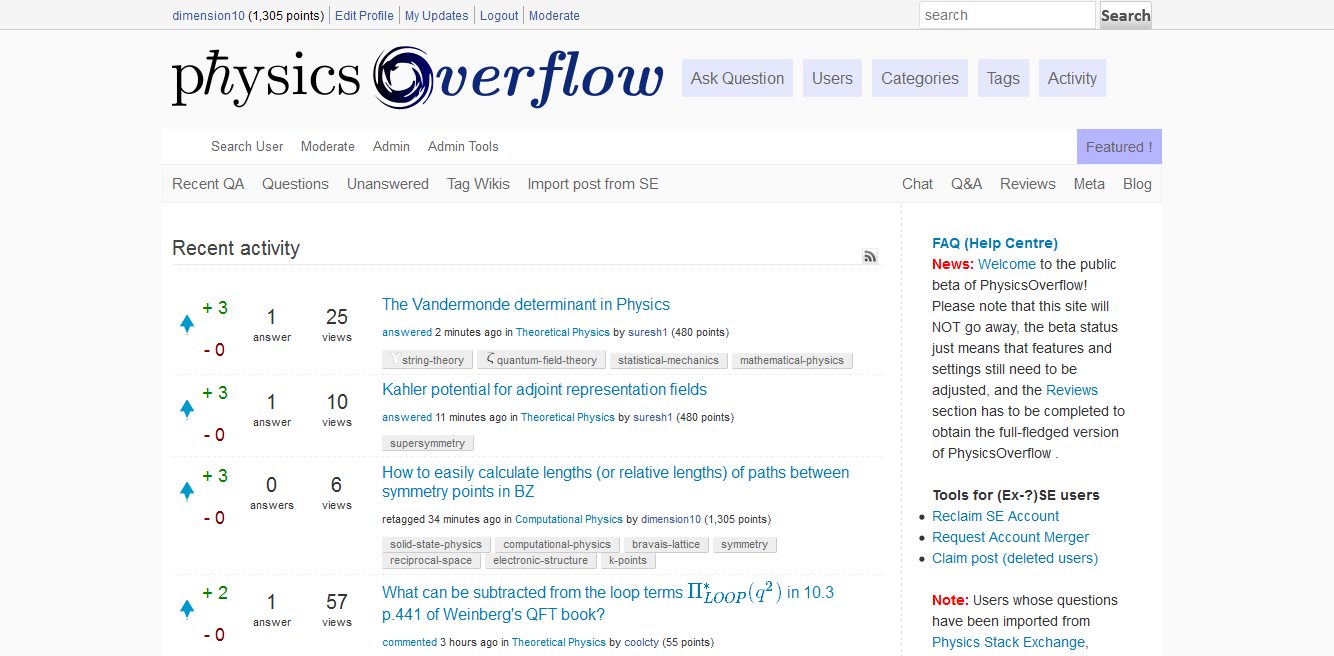 dimension10 (1,305 points) Edit Profile My Updates Logout Moderate search Search
pħysics Overflow Ask Question Users Categories Tags Activity
Search User Moderate Admin Admin Tools Featured !
Recent QA Questions Unanswered Tag Wikis Import post from SE Chat Q&A Reviews Meta Blog
Recent activity
+ 3
- 0
1
answer
25
views
The Vandermonde determinant in Physics
answered 2 minutes ago in Theoretical Physics by suresh1 (480 points)
string-theory ζ quantum-field-theory statistical-mechanics mathematical-physics
+ 3
- 0
1
answer
10
views
Kahler potential for adjoint representation fields
answered 11 minutes ago in Theoretical Physics by suresh1 (480 points)
supersymmetry
+ 3
- 0
0
answers
6
views
How to easily calculate lengths (or relative lengths) of paths between
symmetry points in BZ
retagged 34 minutes ago in Computational Physics by dimension10 (1,305 points)
solid-state-physics computational-physics bravais-lattice symmetry
reciprocal-space electronic-structure k-points
+ 2
- 0
1
answer
57
views
What can be subtracted from the loop terms Π*LOOP(q²) in 10.3
p.441 of Weinberg's QFT book?
commented 3 hours ago in Theoretical Physics by coolcty (55 points)
FAQ (Help Centre)
News: Welcome to the public
beta of PhysicsOverflow!
Please note that this site will
NOT go away, the beta status
just means that features and
settings still need to be
adjusted, and the Reviews
section has to be completed to
obtain the full-fledged version
of PhysicsOverflow .
Tools for (Ex-?)SE users
Reclaim SE Account
Request Account Merger
Claim post (deleted users)
Note: Users whose questions
have been imported from
Physics Stack Exchange,